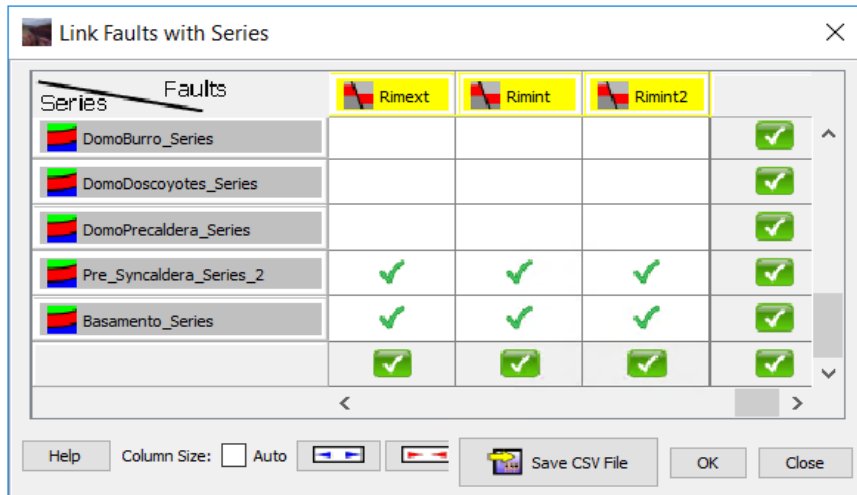 Link Faults with Series
Faults
Series
Rimext
Rimint
Rimint2
DomoBurro_Series
DomoDoscoyotes_Series
DomoPrecaldera_Series
Pre_Syncaldera_Series_2
Basamento_Series
Help
Column Size:
Auto
Save CSV File
OK
Close